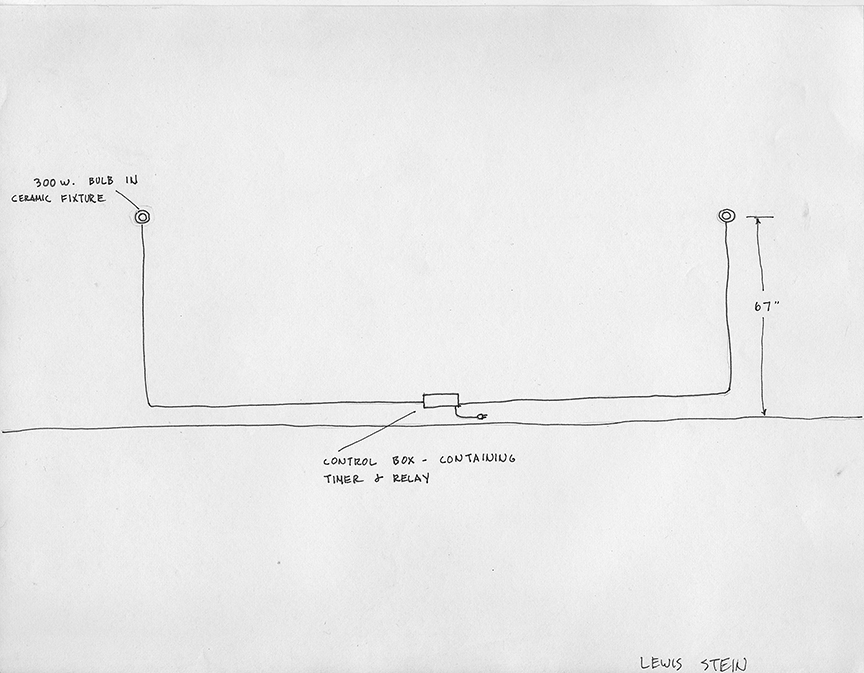 300 W. BULB IN
CERAMIC FIXTURE
67"
CONTROL BOX - CONTAINING
TIMER & RELAY
LEWIS STEIN